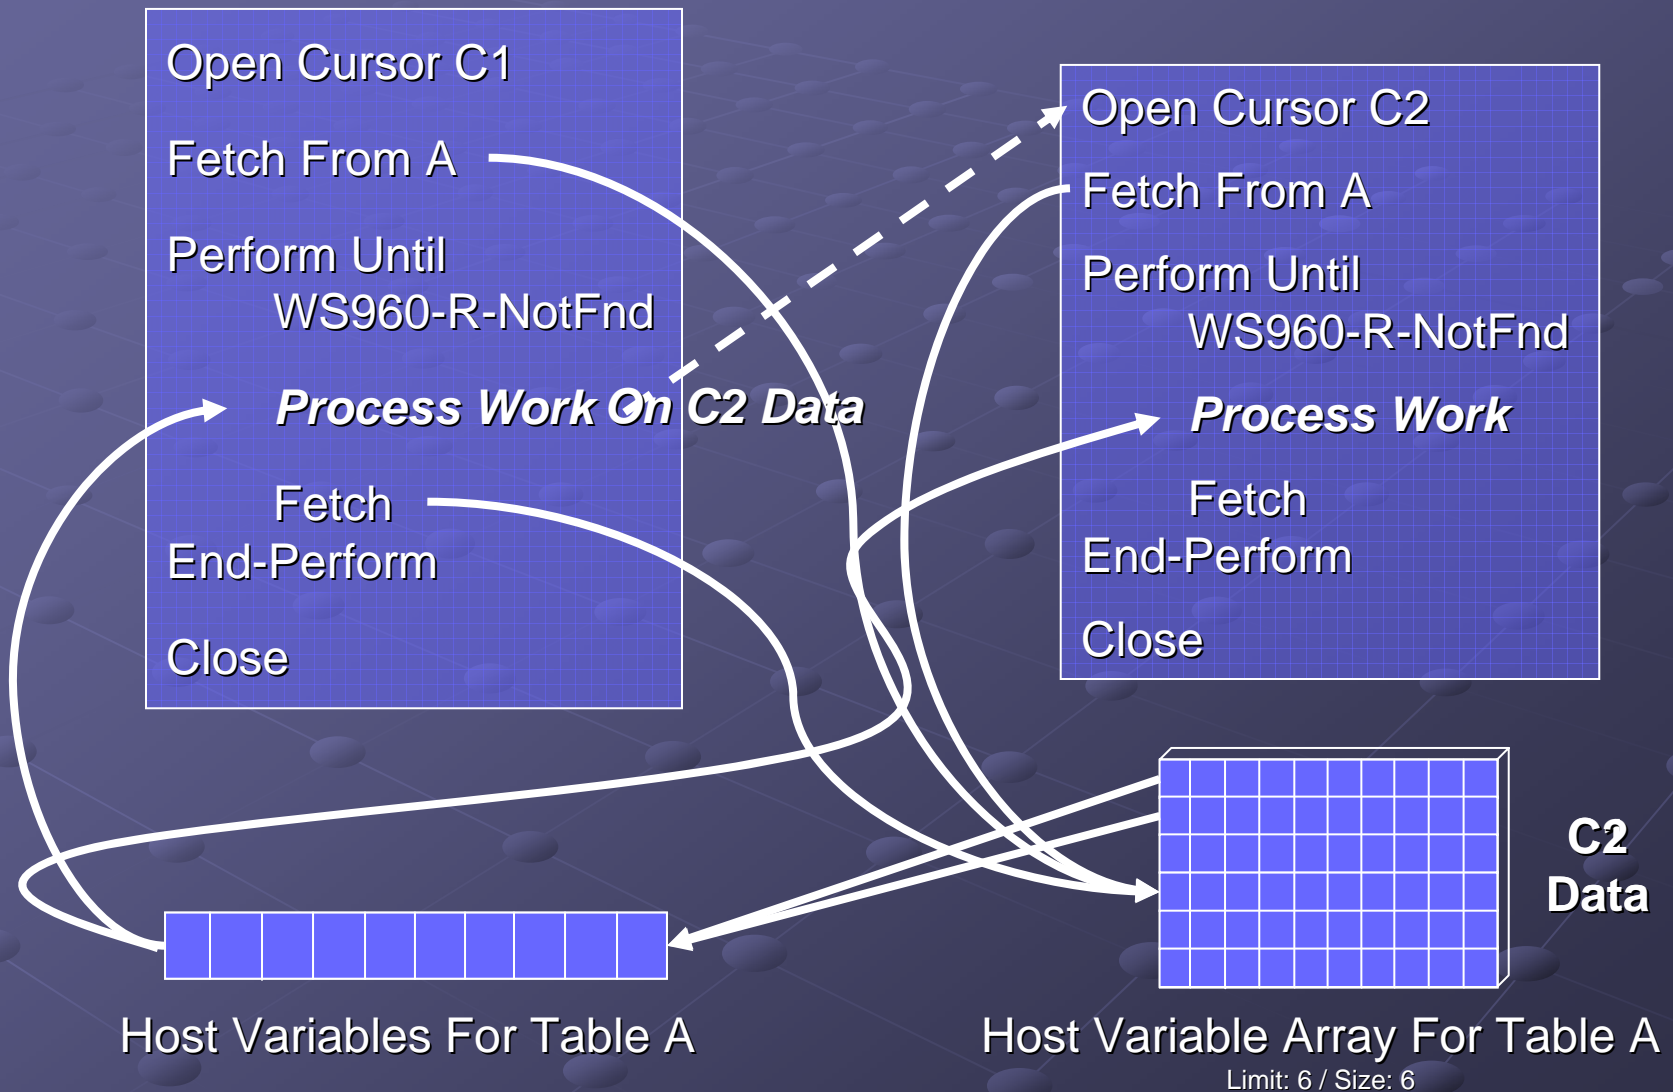 Open Cursor C1
Fetch From A
Perform Until
WS960-R-NotFnd
Process Work On C2 Data
Fetch
End-Perform
Close
Open Cursor C2
Fetch From A
Perform Until
WS960-R-NotFnd
Process Work
Fetch
End-Perform
Close
C2
Data
Host Variables For Table A
Host Variable Array For Table A
Limit: 6 / Size: 6